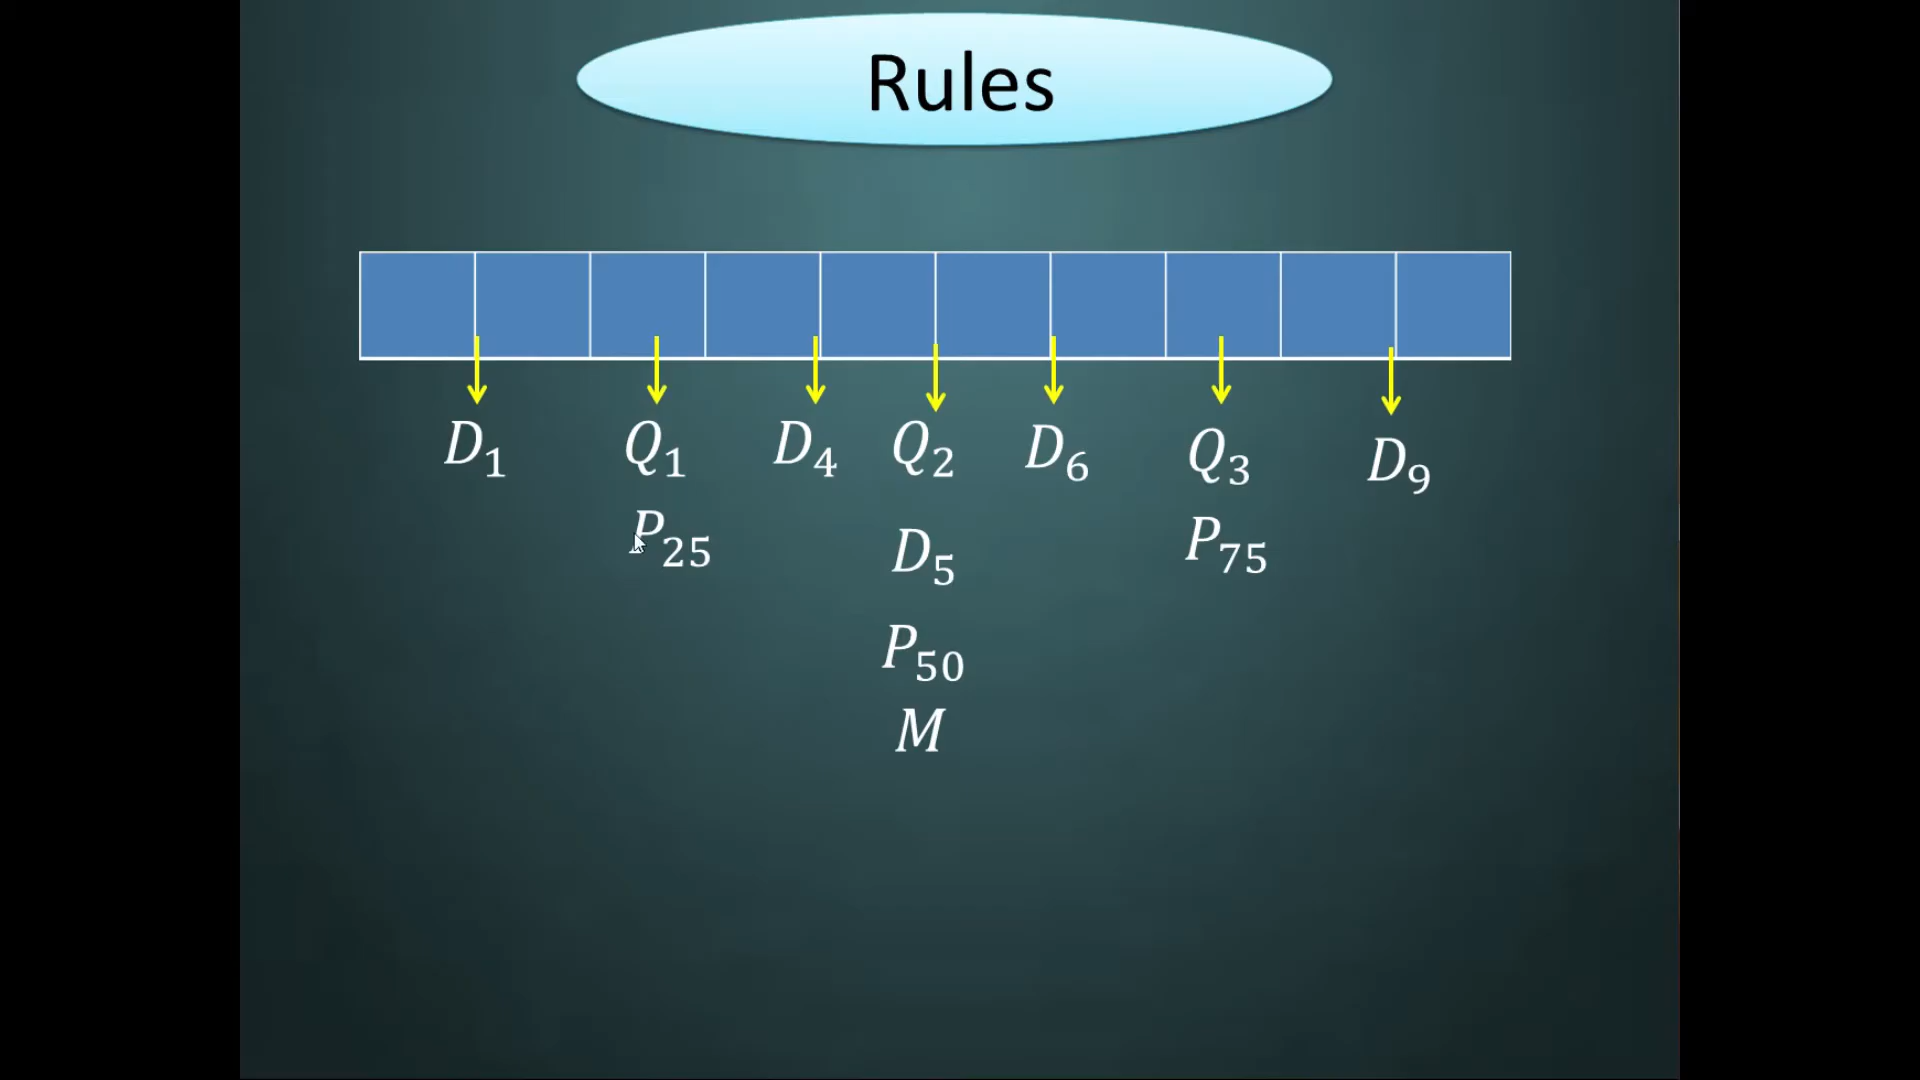 Rules
D₁ Q₁ D₄ Q₂ D₆ Q₃ D₉
P₂₅ D₅ P₇₅
P₅₀
M